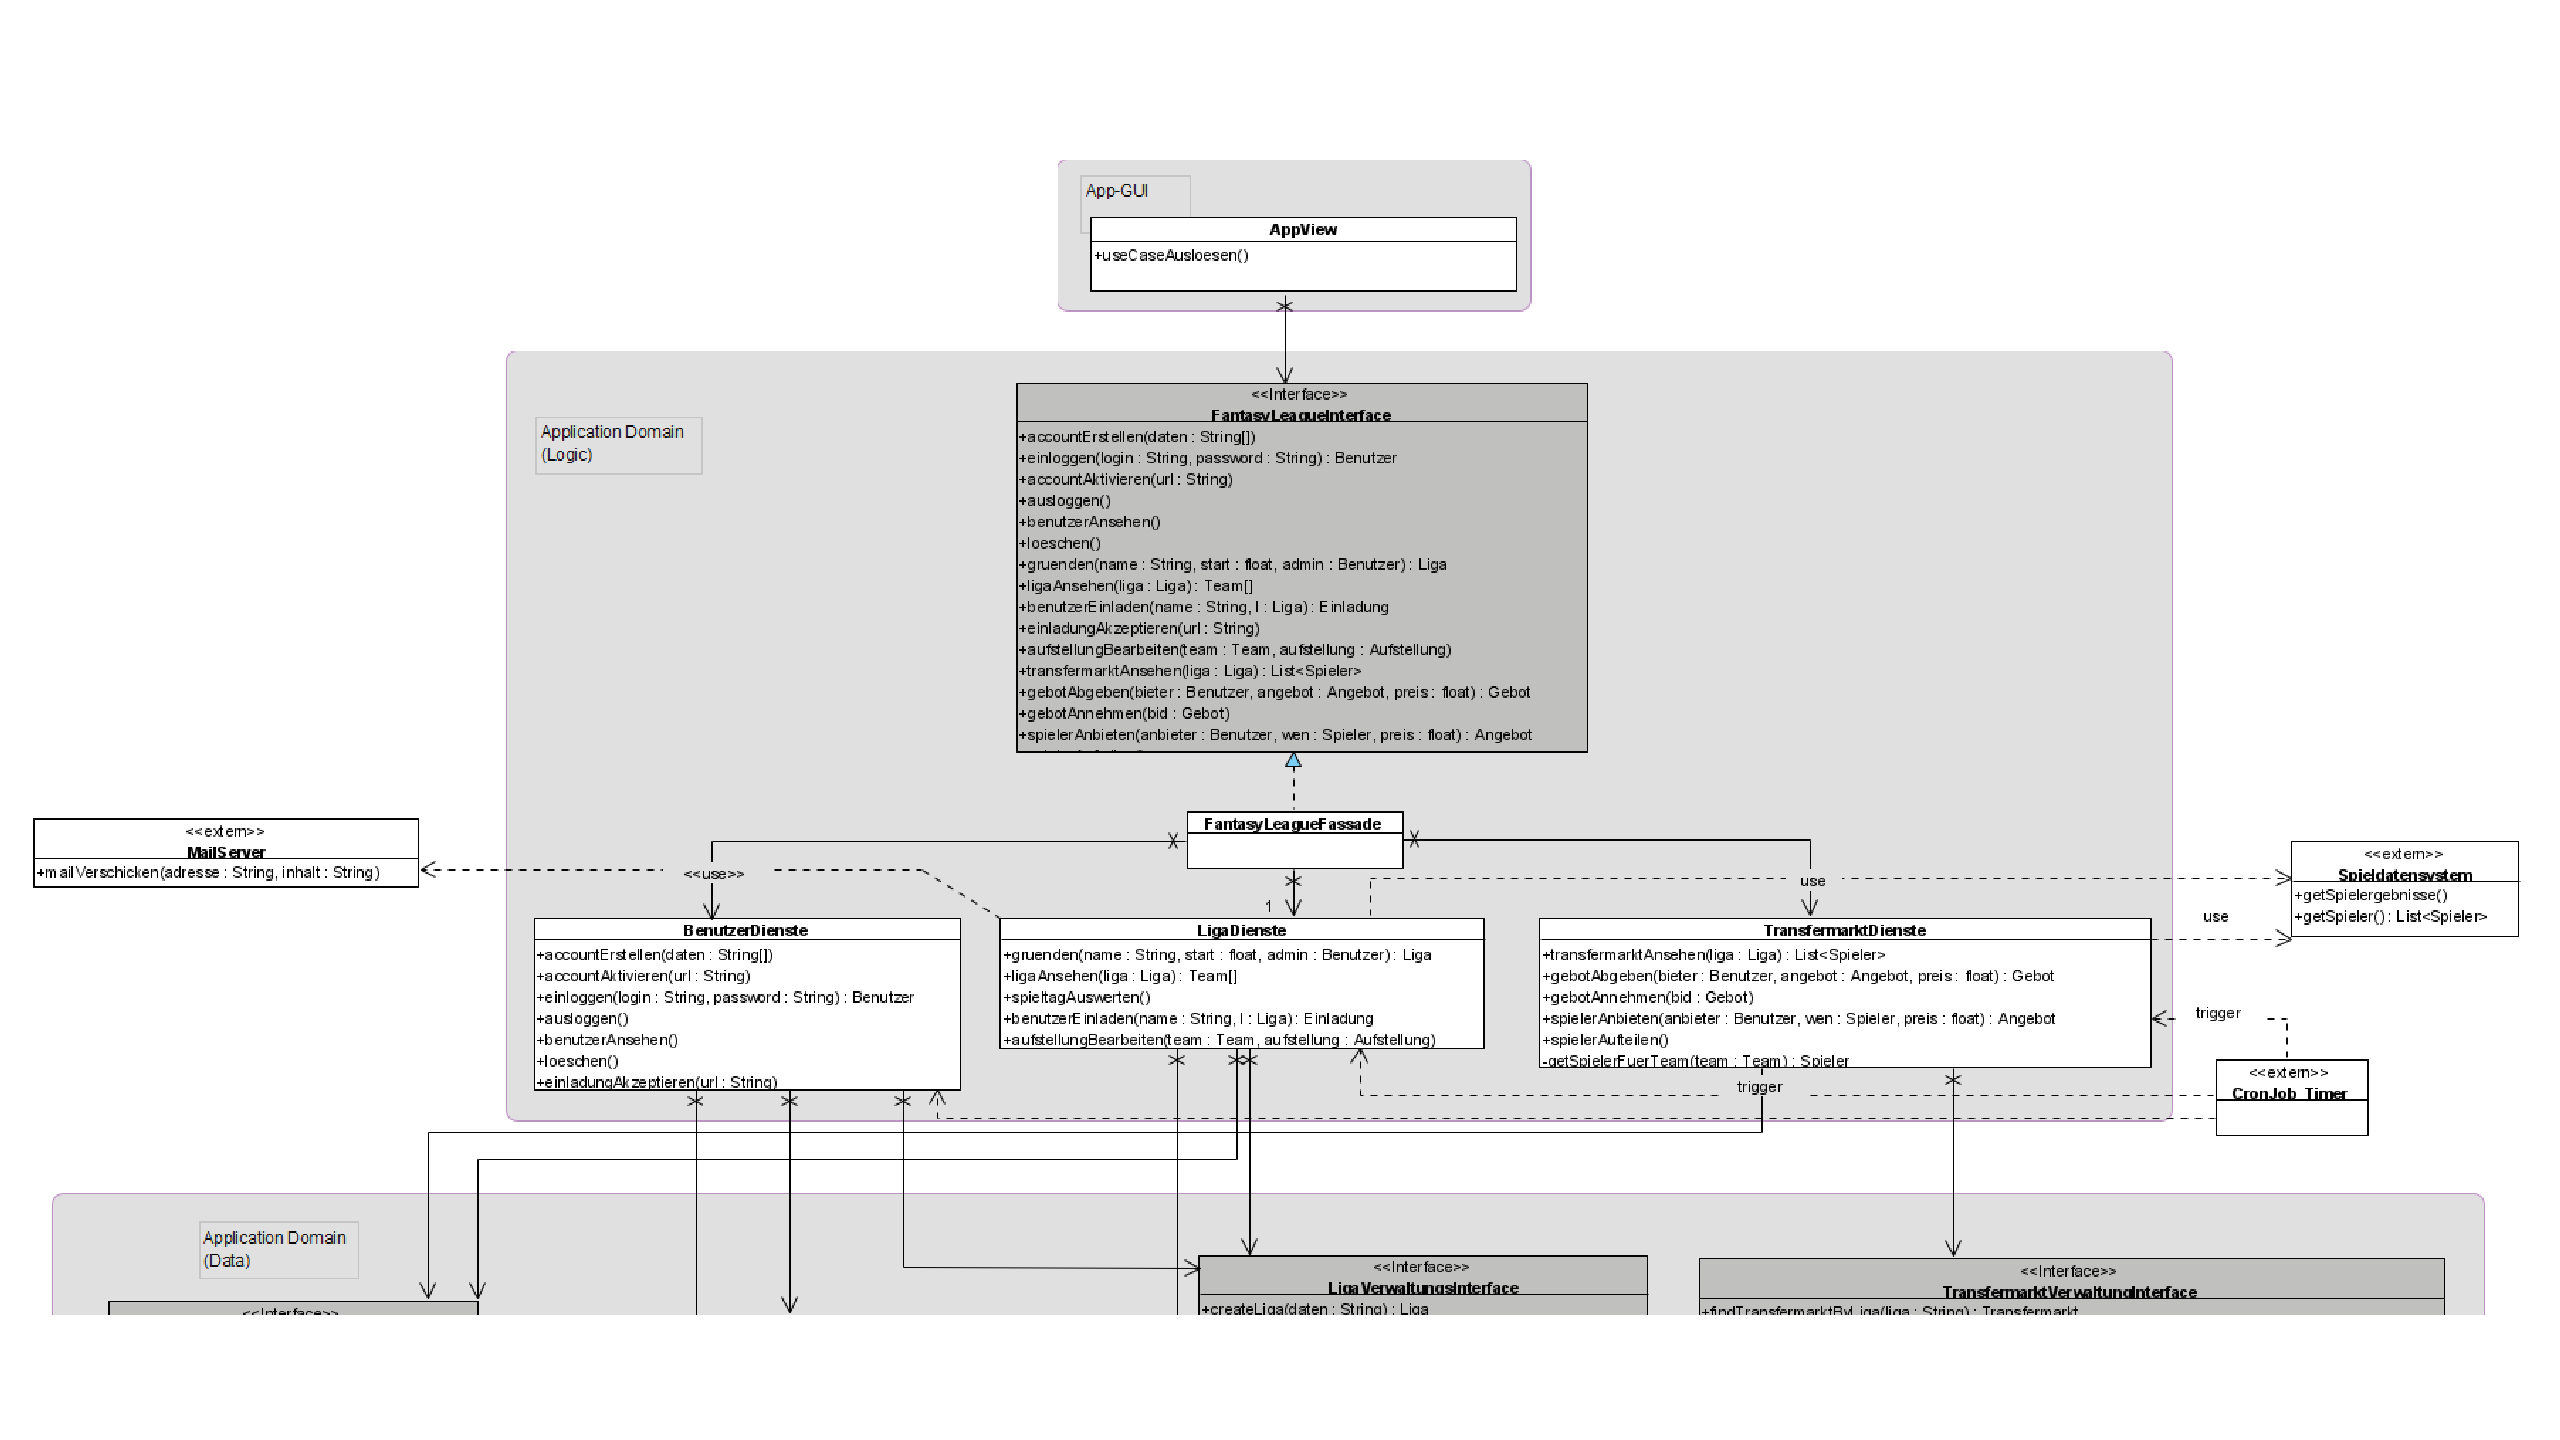 App-GUI
AppView
+useCaseAusloesen()
<<Interface>>
FantasyLeagueInterface
+accountErstellen(daten : String[])
+einloggen(login : String, password : String) : Benutzer
+accountAktivieren(url : String)
+ausloggen()
+benutzerAnsehen()
+loeschen()
+gruenden(name : String, start : float, admin : Benutzer) : Liga
+ligaAnsehen(liga : Liga) : Team[]
+benutzerEinladen(name : String, l : Liga) : Einladung
+einladungAkzeptieren(url : String)
+aufstellungBearbeiten(team : Team, aufstellung : Aufstellung)
+transfermarktAnsehen(liga : Liga) : List<Spieler>
+gebotAbgeben(bieter : Benutzer, angebot : Angebot, preis : float) : Gebot
+gebotAnnehmen(bid : Gebot)
+spielerAnbieten(anbieter : Benutzer, wen : Spieler, preis : float) : Angebot
Application Domain
(Logic)
FantasyLeagueFassade
<<extern>>
MailServer
+mailVerschicken(adresse : String, inhalt : String)
<<use>>
1
use
<<extern>>
Spieldatensystem
+getSpielergebnisse()
+getSpieler() : List<Spieler>
use
BenutzerDienste
+accountErstellen(daten : String[])
+accountAktivieren(url : String)
+einloggen(login : String, password : String) : Benutzer
+ausloggen()
+benutzerAnsehen()
+loeschen()
+einladungAkzeptieren(url : String)
LigaDienste
+gruenden(name : String, start : float, admin : Benutzer) : Liga
+ligaAnsehen(liga : Liga) : Team[]
+spieltagAuswerten()
+benutzerEinladen(name : String, l : Liga) : Einladung
+aufstellungBearbeiten(team : Team, aufstellung : Aufstellung)
TransfermarktDienste
+transfermarktAnsehen(liga : Liga) : List<Spieler>
+gebotAbgeben(bieter : Benutzer, angebot : Angebot, preis : float) : Gebot
+gebotAnnehmen(bid : Gebot)
+spielerAnbieten(anbieter : Benutzer, wen : Spieler, preis : float) : Angebot
+spielerAufteilen()
-getSpielerFuerTeam(team : Team) : Spieler
trigger
trigger
<<extern>>
CronJob_Timer
Application Domain
(Data)
<<Interface>>
<<Interface>>
LigaVerwaltungsInterface
+createLiga(daten : String) : Liga
<<Interface>>
TransfermarktVerwaltungInterface
+findTransfermarktByLiga(liga : String) : Transfermarkt